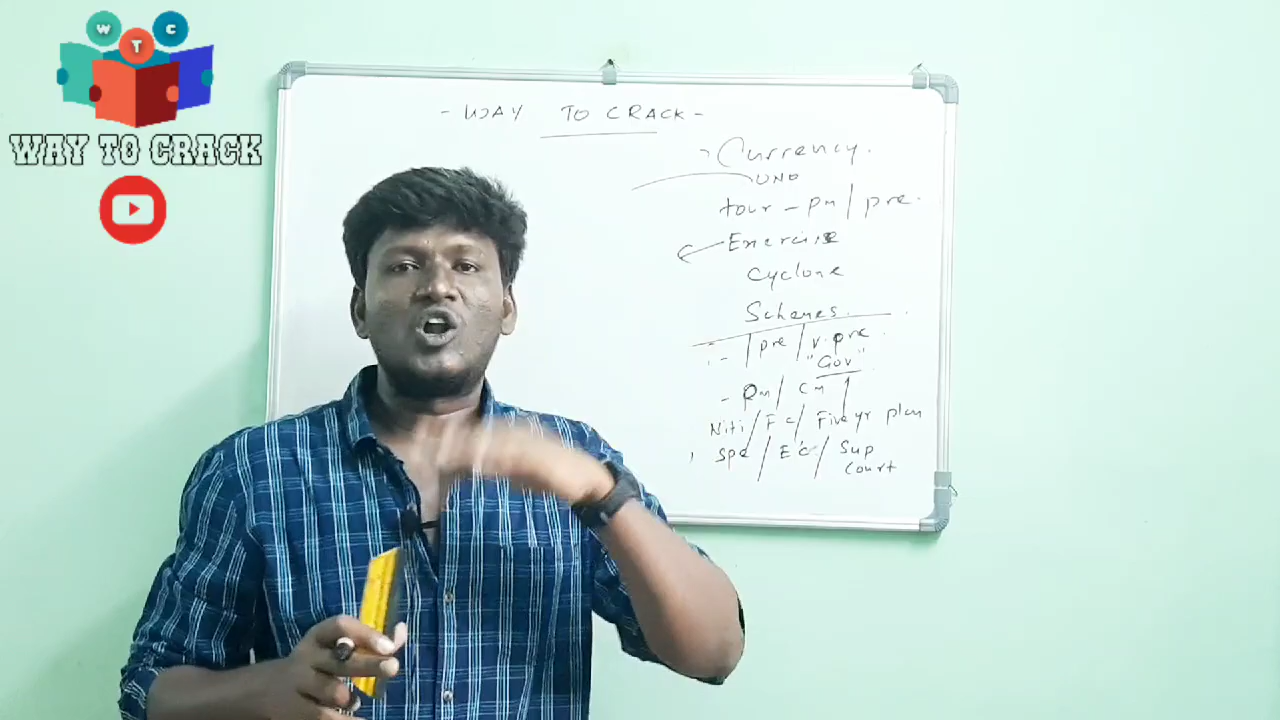 W T C
WAY TO CRACK
- WAY TO CRACK -
Currency.
UNO
tour - pm / pre.
Exercise
Cyclone
Schemes.
pre / v. pre
"Gov"
- pm / cm
Niti / Fc / Five yr plan
spe / Ec / Sup
Court